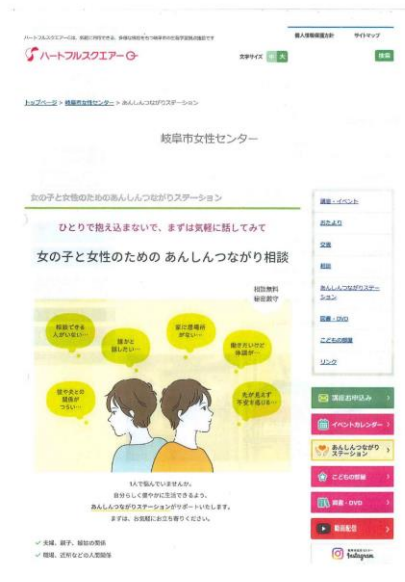 個人情報保護方針 サイトマップ
ハートフルスクエアーG
文字サイズ 中 大
検索
トップページ > 岐阜市女性センター > あんしんつながりステーション
岐阜市女性センター
女の子と女性のためのあんしんつながりステーション
ひとりで抱え込まないで、まずは気軽に話してみて
女の子と女性のための あんしんつながり相談
相談無料
秘密厳守
相談できる
人がいない…
誰かと
話したい…
家に居場所
がない…
働きたいけど
体調が…
親や夫との
関係が
つらい…
先が見えず
不安を感じる…
1人で悩んでいませんか。
自分らしく健やかに生活できるよう、
あんしんつながりステーションがサポートいたします。
まずは、お気軽にお立ち寄りください。
✓ 夫婦、親子、嫁姑の関係
✓ 職場、近所などの人間関係
講座・イベント
おたより
交流
相談
あんしんつながりステー
ション
図書・DVD
こどもの部屋
リンク
講座お申込み
イベントカレンダー
あんしんつながり
ステーション
こどもの部屋
図書・DVD
動画配信
Instagram